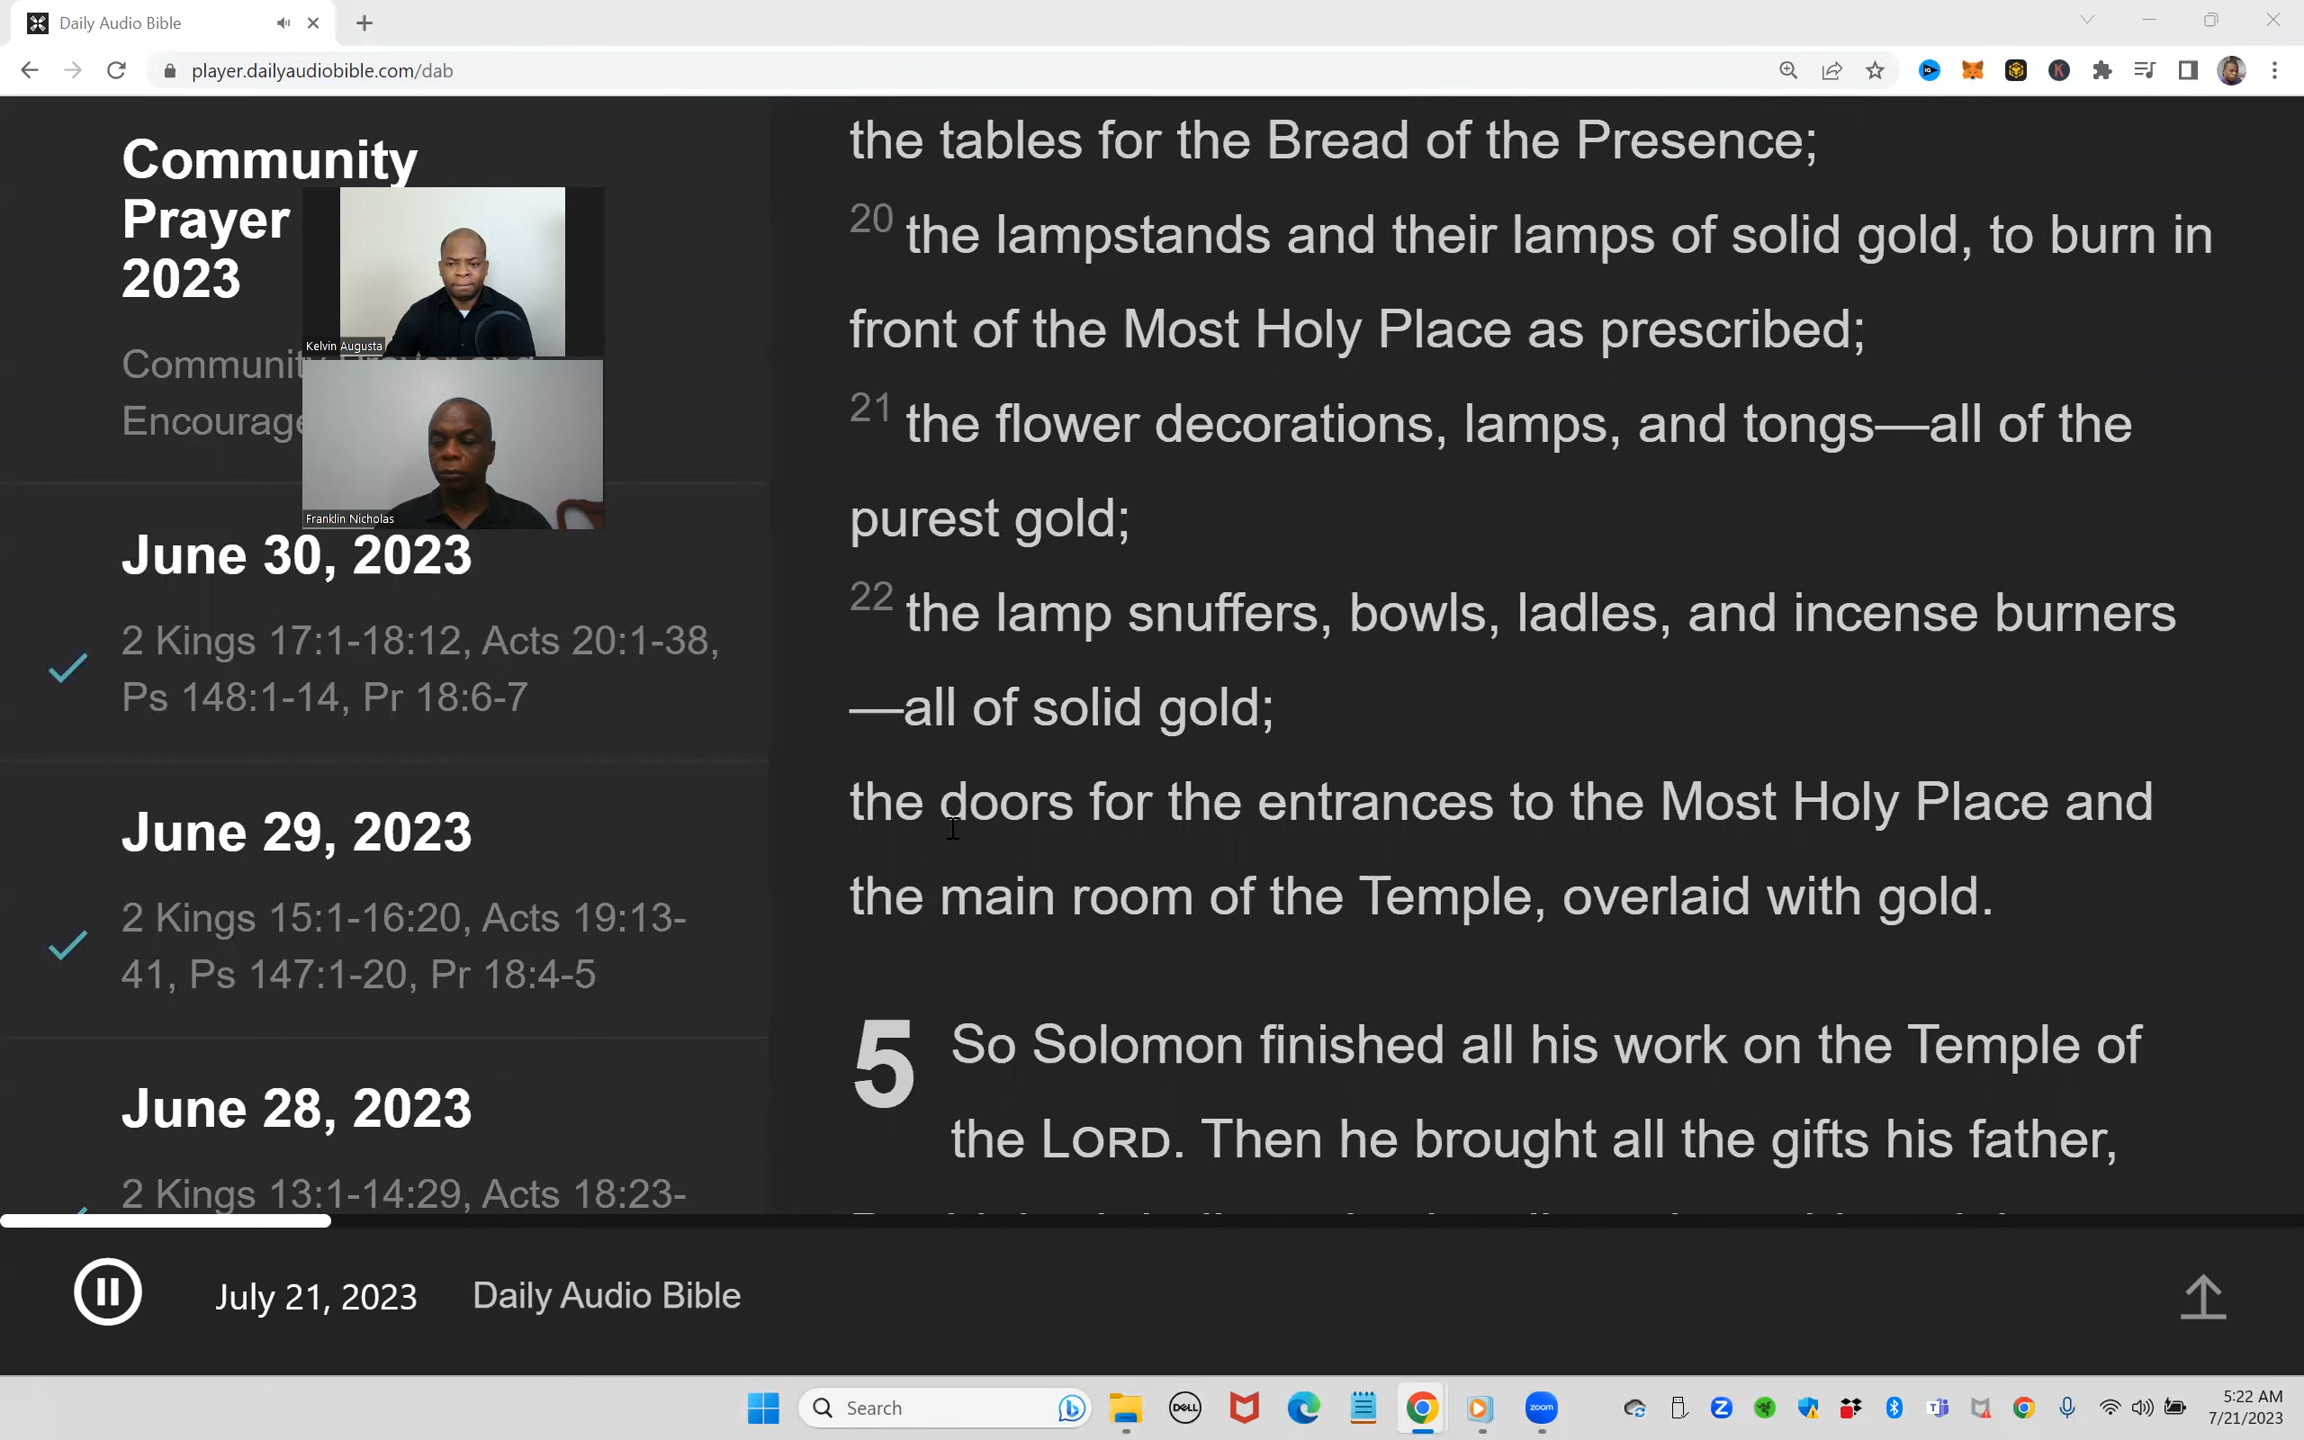 Daily Audio Bible
player.dailyaudiobible.com/dab
Community
Prayer
2023
Encourage
Kelvin Augusta
Franklin Nicholas
June 30, 2023
2 Kings 17:1-18:12, Acts 20:1-38,
Ps 148:1-14, Pr 18:6-7
June 29, 2023
2 Kings 15:1-16:20, Acts 19:13-
41, Ps 147:1-20, Pr 18:4-5
June 28, 2023
2 Kings 13:1-14:29, Acts 18:23-
the tables for the Bread of the Presence;
20 the lampstands and their lamps of solid gold, to burn in
front of the Most Holy Place as prescribed;
21 the flower decorations, lamps, and tongs—all of the
purest gold;
22 the lamp snuffers, bowls, ladles, and incense burners
—all of solid gold;
the doors for the entrances to the Most Holy Place and
the main room of the Temple, overlaid with gold.
5 So Solomon finished all his work on the Temple of
the LORD. Then he brought all the gifts his father,
July 21, 2023 Daily Audio Bible
Search
DELL
zoom
5:22 AM
7/21/2023